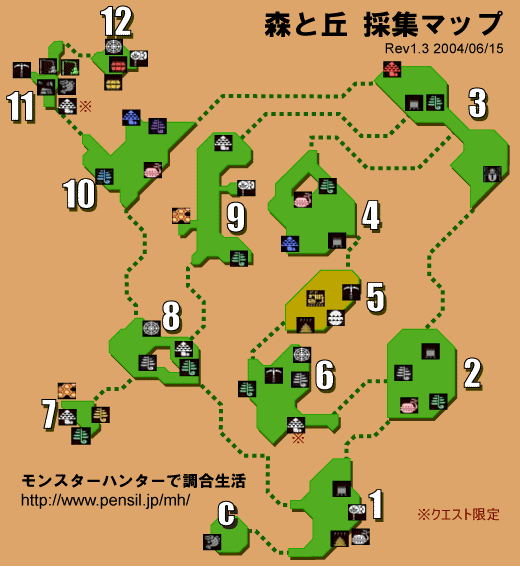 森と丘 採集マップ
Rev1.3 2004/06/15
12
11
※
3
10
9
4
5
8
6
2
7
※
モンスターハンターで調合生活
http://www.pensil.jp/mh/
c
1
※クエスト限定